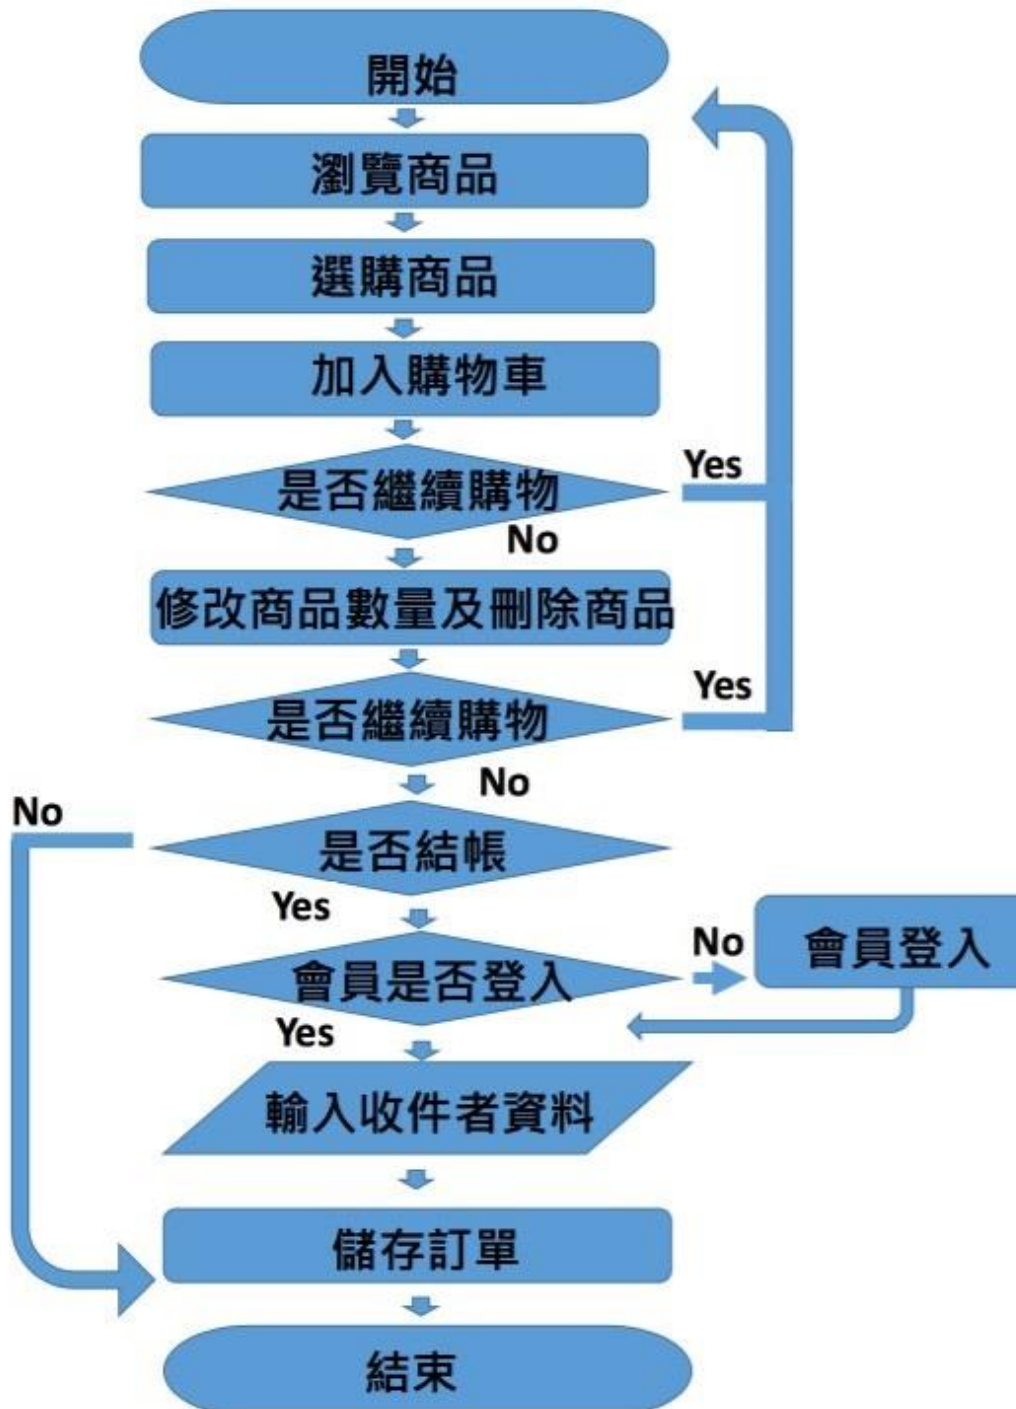 開始
瀏覽商品
選購商品
加入購物車
是否繼續購物
Yes
No
修改商品數量及刪除商品
是否繼續購物
Yes
No
是否結帳
No
Yes
會員是否登入
No
會員登入
Yes
輸入收件者資料
儲存訂單
結束